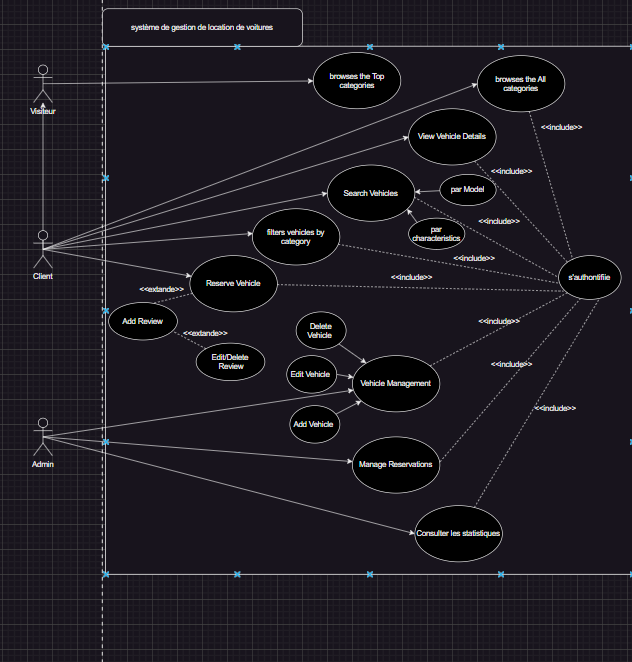 système de gestion de location de voitures
browses the Top
categories
browses the All
categories
Visiteur
<<include>>
View Vehicle Details
<<include>>
Search Vehicles
par Model
<<include>>
filters vehicles by
category
par
characteristics
<<include>>
Client
Reserve Vehicle
<<include>>
s'authontifiie
<<extande>>
Add Review
<<extande>>
Delete
Vehicle
<<include>>
Edit/Delete
Review
Edit Vehicle
<<include>>
Vehicle Management
Add Vehicle
<<include>>
Admin
Manage Reservations
Consulter les statistiques